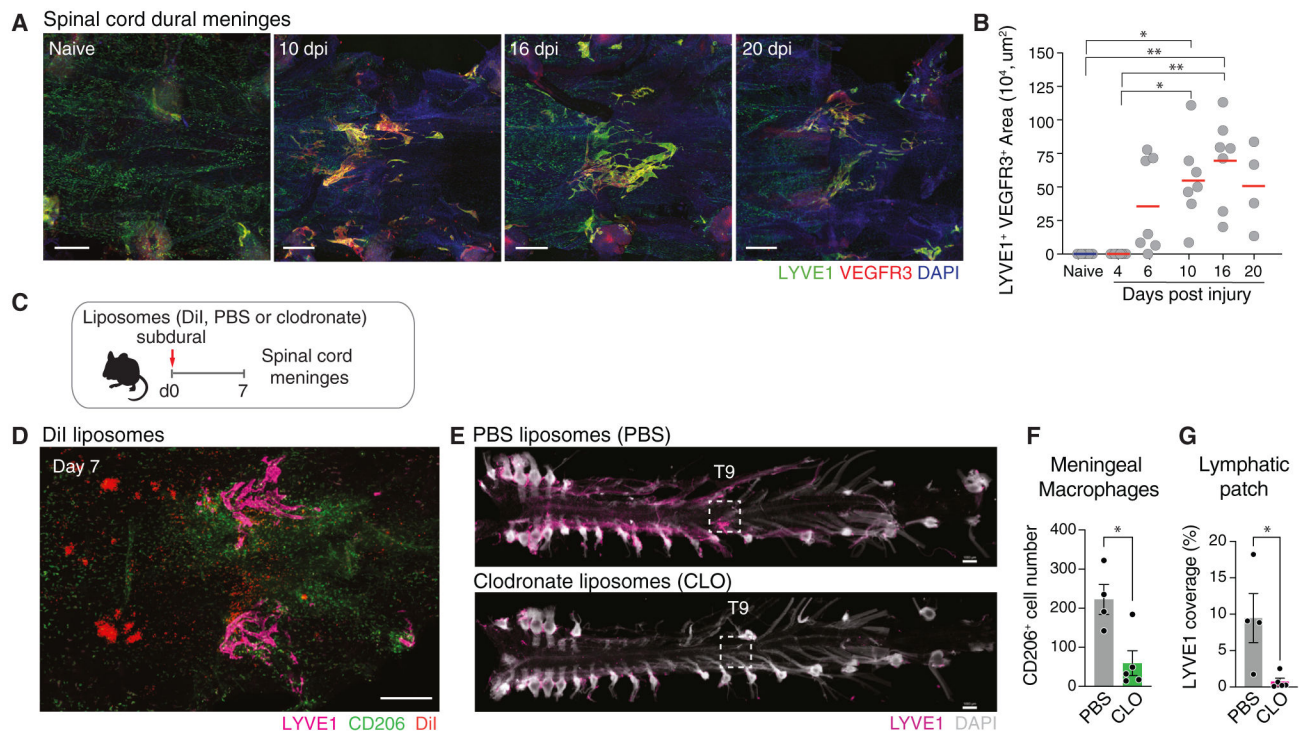 A Spinal cord dural meninges
Naive
10 dpi
16 dpi
20 dpi
LYVE1 VEGFR3 DAPI
B
LYVE1⁺ VEGFR3⁺ Area (10⁴, um²)
150
125
100
75
50
25
0
* 
**
**
*
Naive 4 6 10 16 20
Days post injury
C
Liposomes (DiI, PBS or clodronate)
subdural
d0 7
Spinal cord
meninges
D DiI liposomes
Day 7
LYVE1 CD206 DiI
E PBS liposomes (PBS)
T9
Clodronate liposomes (CLO)
T9
LYVE1 DAPI
F
Meningeal
Macrophages
CD206⁺ cell number
400
300
200
100
0
*
PBS CLO
G
Lymphatic
patch
LYVE1 coverage (%)
20
15
10
5
0
*
PBS CLO